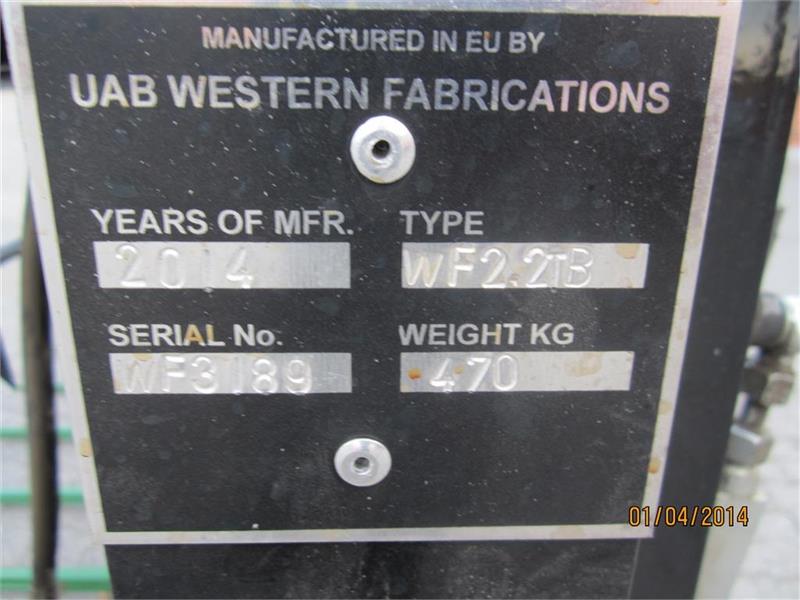 MANUFACTURED IN EU BY
UAB WESTERN FABRICATIONS
YEARS OF MFR. TYPE
2014 WF2.2TB
SERIAL No. WEIGHT KG
WF3189 470
01/04/2014